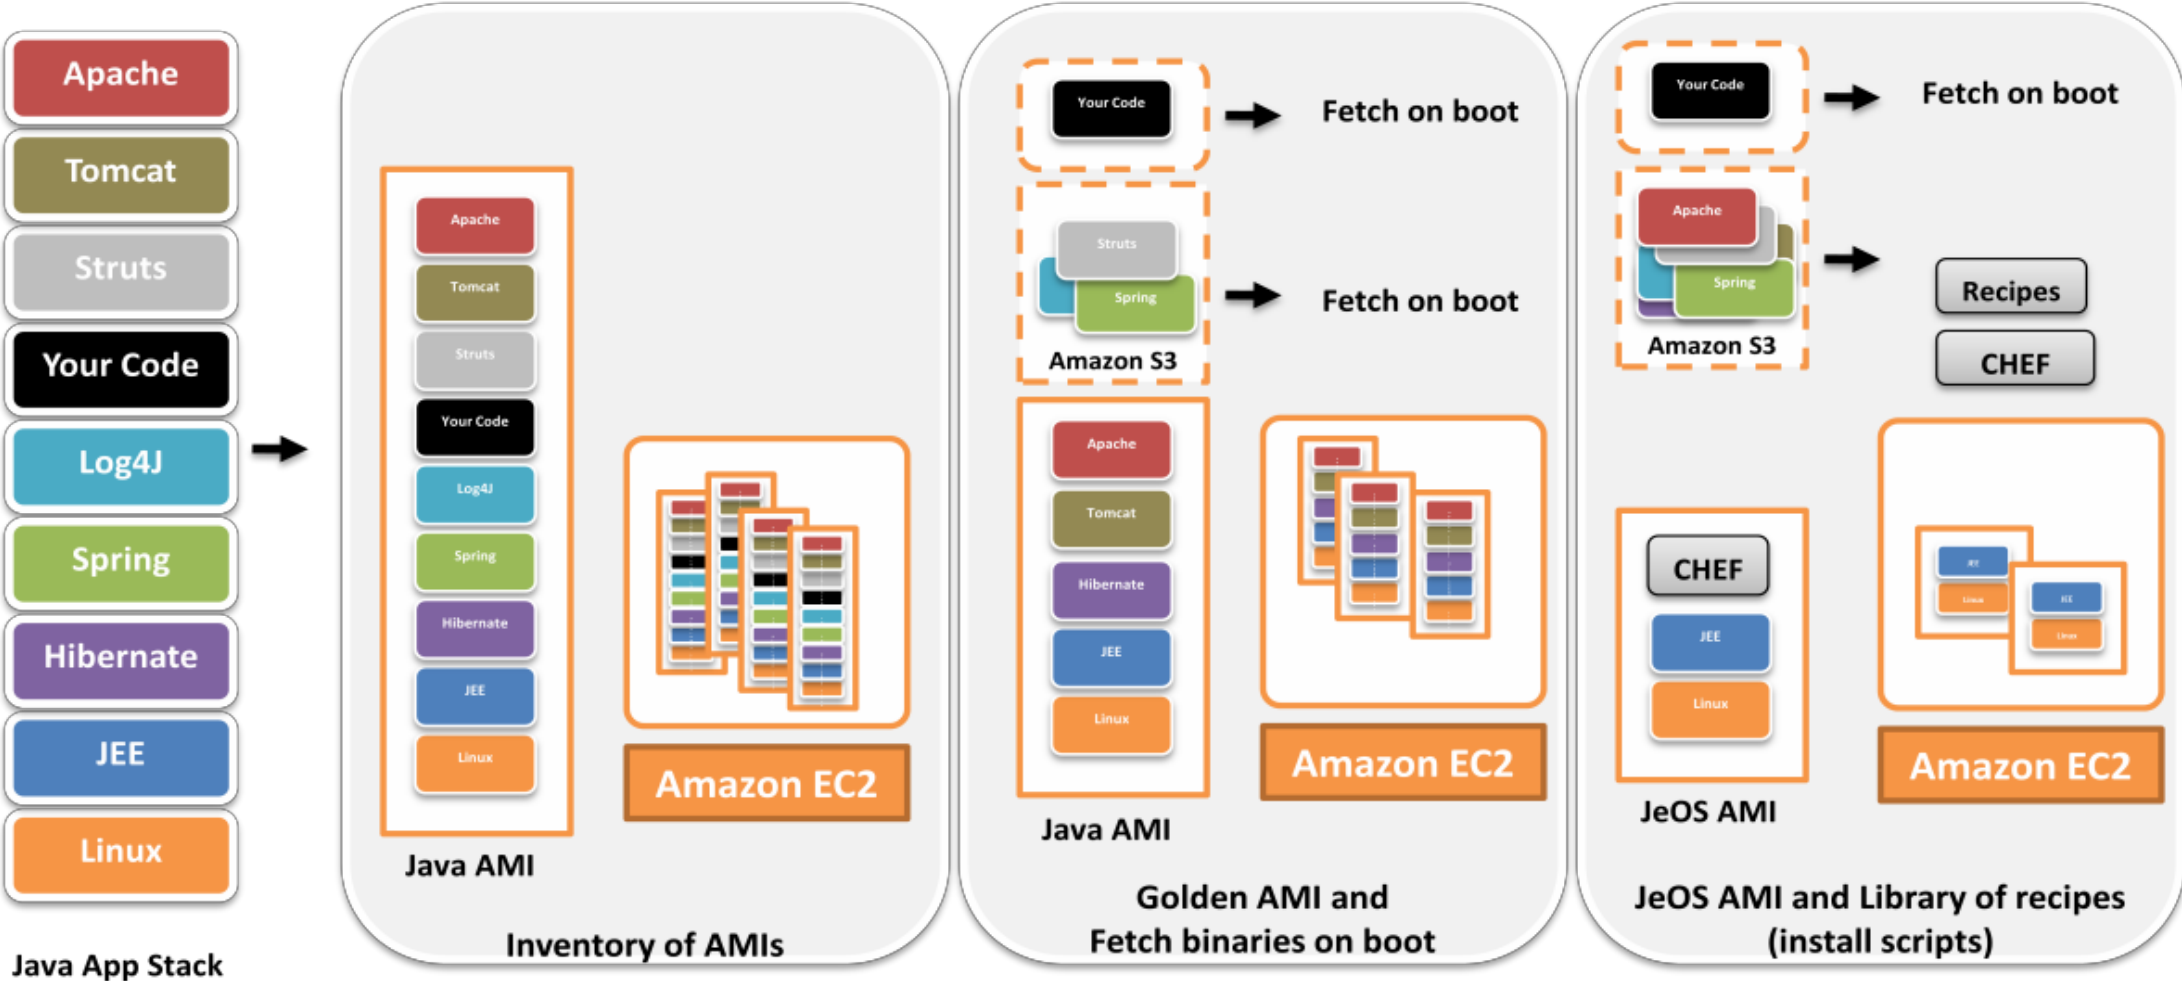 Apache
Tomcat
Struts
Your Code
Log4J
Spring
Hibernate
JEE
Linux
Java App Stack
Apache
Tomcat
Struts
Your Code
Log4J
Spring
Hibernate
JEE
Linux
Java AMI
Amazon EC2
Inventory of AMIs
Your Code
Fetch on boot
Struts
Spring
Fetch on boot
Amazon S3
Apache
Tomcat
Hibernate
JEE
Linux
Java AMI
Amazon EC2
Golden AMI and
Fetch binaries on boot
Your Code
Fetch on boot
Apache
Spring
Amazon S3
Recipes
CHEF
CHEF
JEE
Linux
JeOS AMI
JEE
Linux
JEE
Linux
Amazon EC2
JeOS AMI and Library of recipes
(install scripts)